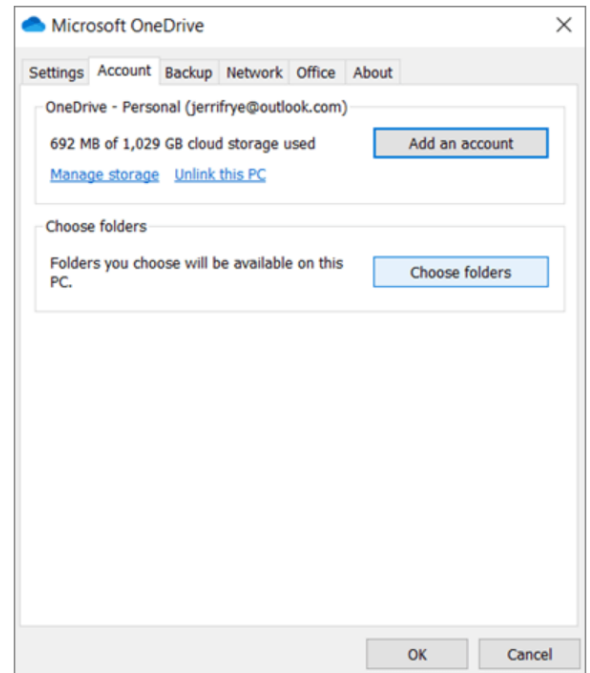 Microsoft OneDrive
Settings Account Backup Network Office About
OneDrive - Personal (jerrifrye@outlook.com)
692 MB of 1,029 GB cloud storage used
Add an account
Manage storage Unlink this PC
Choose folders
Folders you choose will be available on this
PC.
Choose folders
OK Cancel